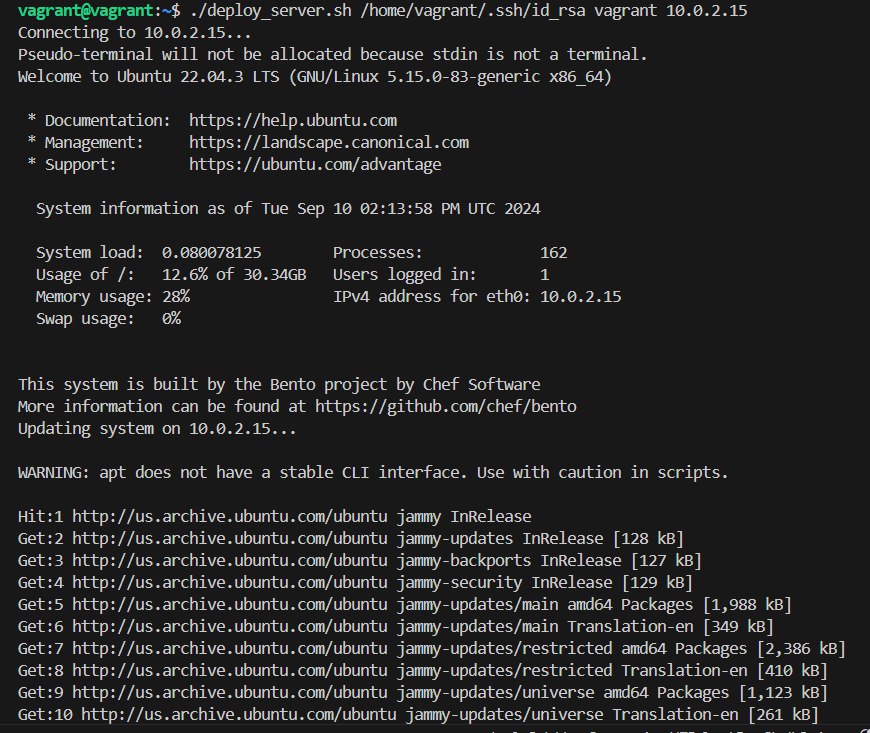 vagrant@vagrant:~$ ./deploy_server.sh /home/vagrant/.ssh/id_rsa vagrant 10.0.2.15
Connecting to 10.0.2.15...
Pseudo-terminal will not be allocated because stdin is not a terminal.
Welcome to Ubuntu 22.04.3 LTS (GNU/Linux 5.15.0-83-generic x86_64)

 * Documentation:  https://help.ubuntu.com
 * Management:     https://landscape.canonical.com
 * Support:        https://ubuntu.com/advantage

  System information as of Tue Sep 10 02:13:58 PM UTC 2024

  System load:  0.080078125        Processes:             162
  Usage of /:   12.6% of 30.34GB   Users logged in:       1
  Memory usage: 28%                IPv4 address for eth0: 10.0.2.15
  Swap usage:   0%

This system is built by the Bento project by Chef Software
More information can be found at https://github.com/chef/bento
Updating system on 10.0.2.15...

WARNING: apt does not have a stable CLI interface. Use with caution in scripts.

Hit:1 http://us.archive.ubuntu.com/ubuntu jammy InRelease
Get:2 http://us.archive.ubuntu.com/ubuntu jammy-updates InRelease [128 kB]
Get:3 http://us.archive.ubuntu.com/ubuntu jammy-backports InRelease [127 kB]
Get:4 http://us.archive.ubuntu.com/ubuntu jammy-security InRelease [129 kB]
Get:5 http://us.archive.ubuntu.com/ubuntu jammy-updates/main amd64 Packages [1,988 kB]
Get:6 http://us.archive.ubuntu.com/ubuntu jammy-updates/main Translation-en [349 kB]
Get:7 http://us.archive.ubuntu.com/ubuntu jammy-updates/restricted amd64 Packages [2,386 kB]
Get:8 http://us.archive.ubuntu.com/ubuntu jammy-updates/restricted Translation-en [410 kB]
Get:9 http://us.archive.ubuntu.com/ubuntu jammy-updates/universe amd64 Packages [1,123 kB]
Get:10 http://us.archive.ubuntu.com/ubuntu jammy-updates/universe Translation-en [261 kB]